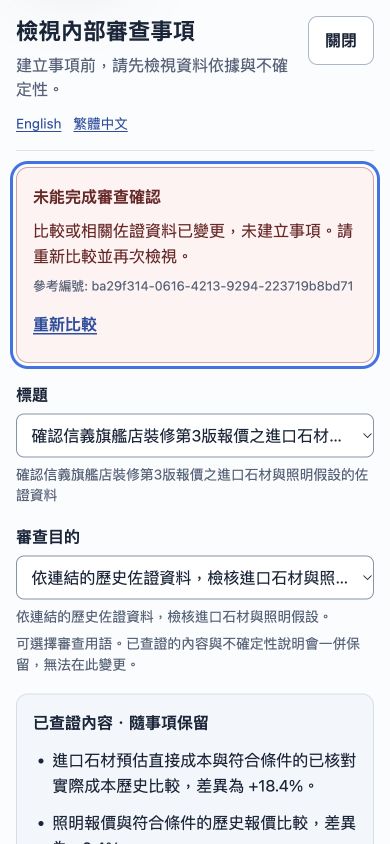 檢視內部審查事項
關閉
建立事項前，請先檢視資料依據與不確
定性。
English 繁體中文
未能完成審查確認
比較或相關佐證資料已變更，未建立事項。請
重新比較並再次檢視。
參考編號: ba29f314-0616-4213-9294-223719b8bd71
重新比較
標題
確認信義旗艦店裝修第3版報價之進口石材...
確認信義旗艦店裝修第3版報價之進口石材與照明假設的佐
證資料
審查目的
依連結的歷史佐證資料，檢核進口石材與照...
依連結的歷史佐證資料，檢核進口石材與照明假設。
可選擇審查用語。已查證的內容與不確定性說明會一併保
留，無法在此變更。
已查證內容 · 隨事項保留
• 進口石材預估直接成本與符合條件的已核對
實際成本歷史比較，差異為 +18.4%。
• 照明報價與符合條件的歷史報價比較，差異